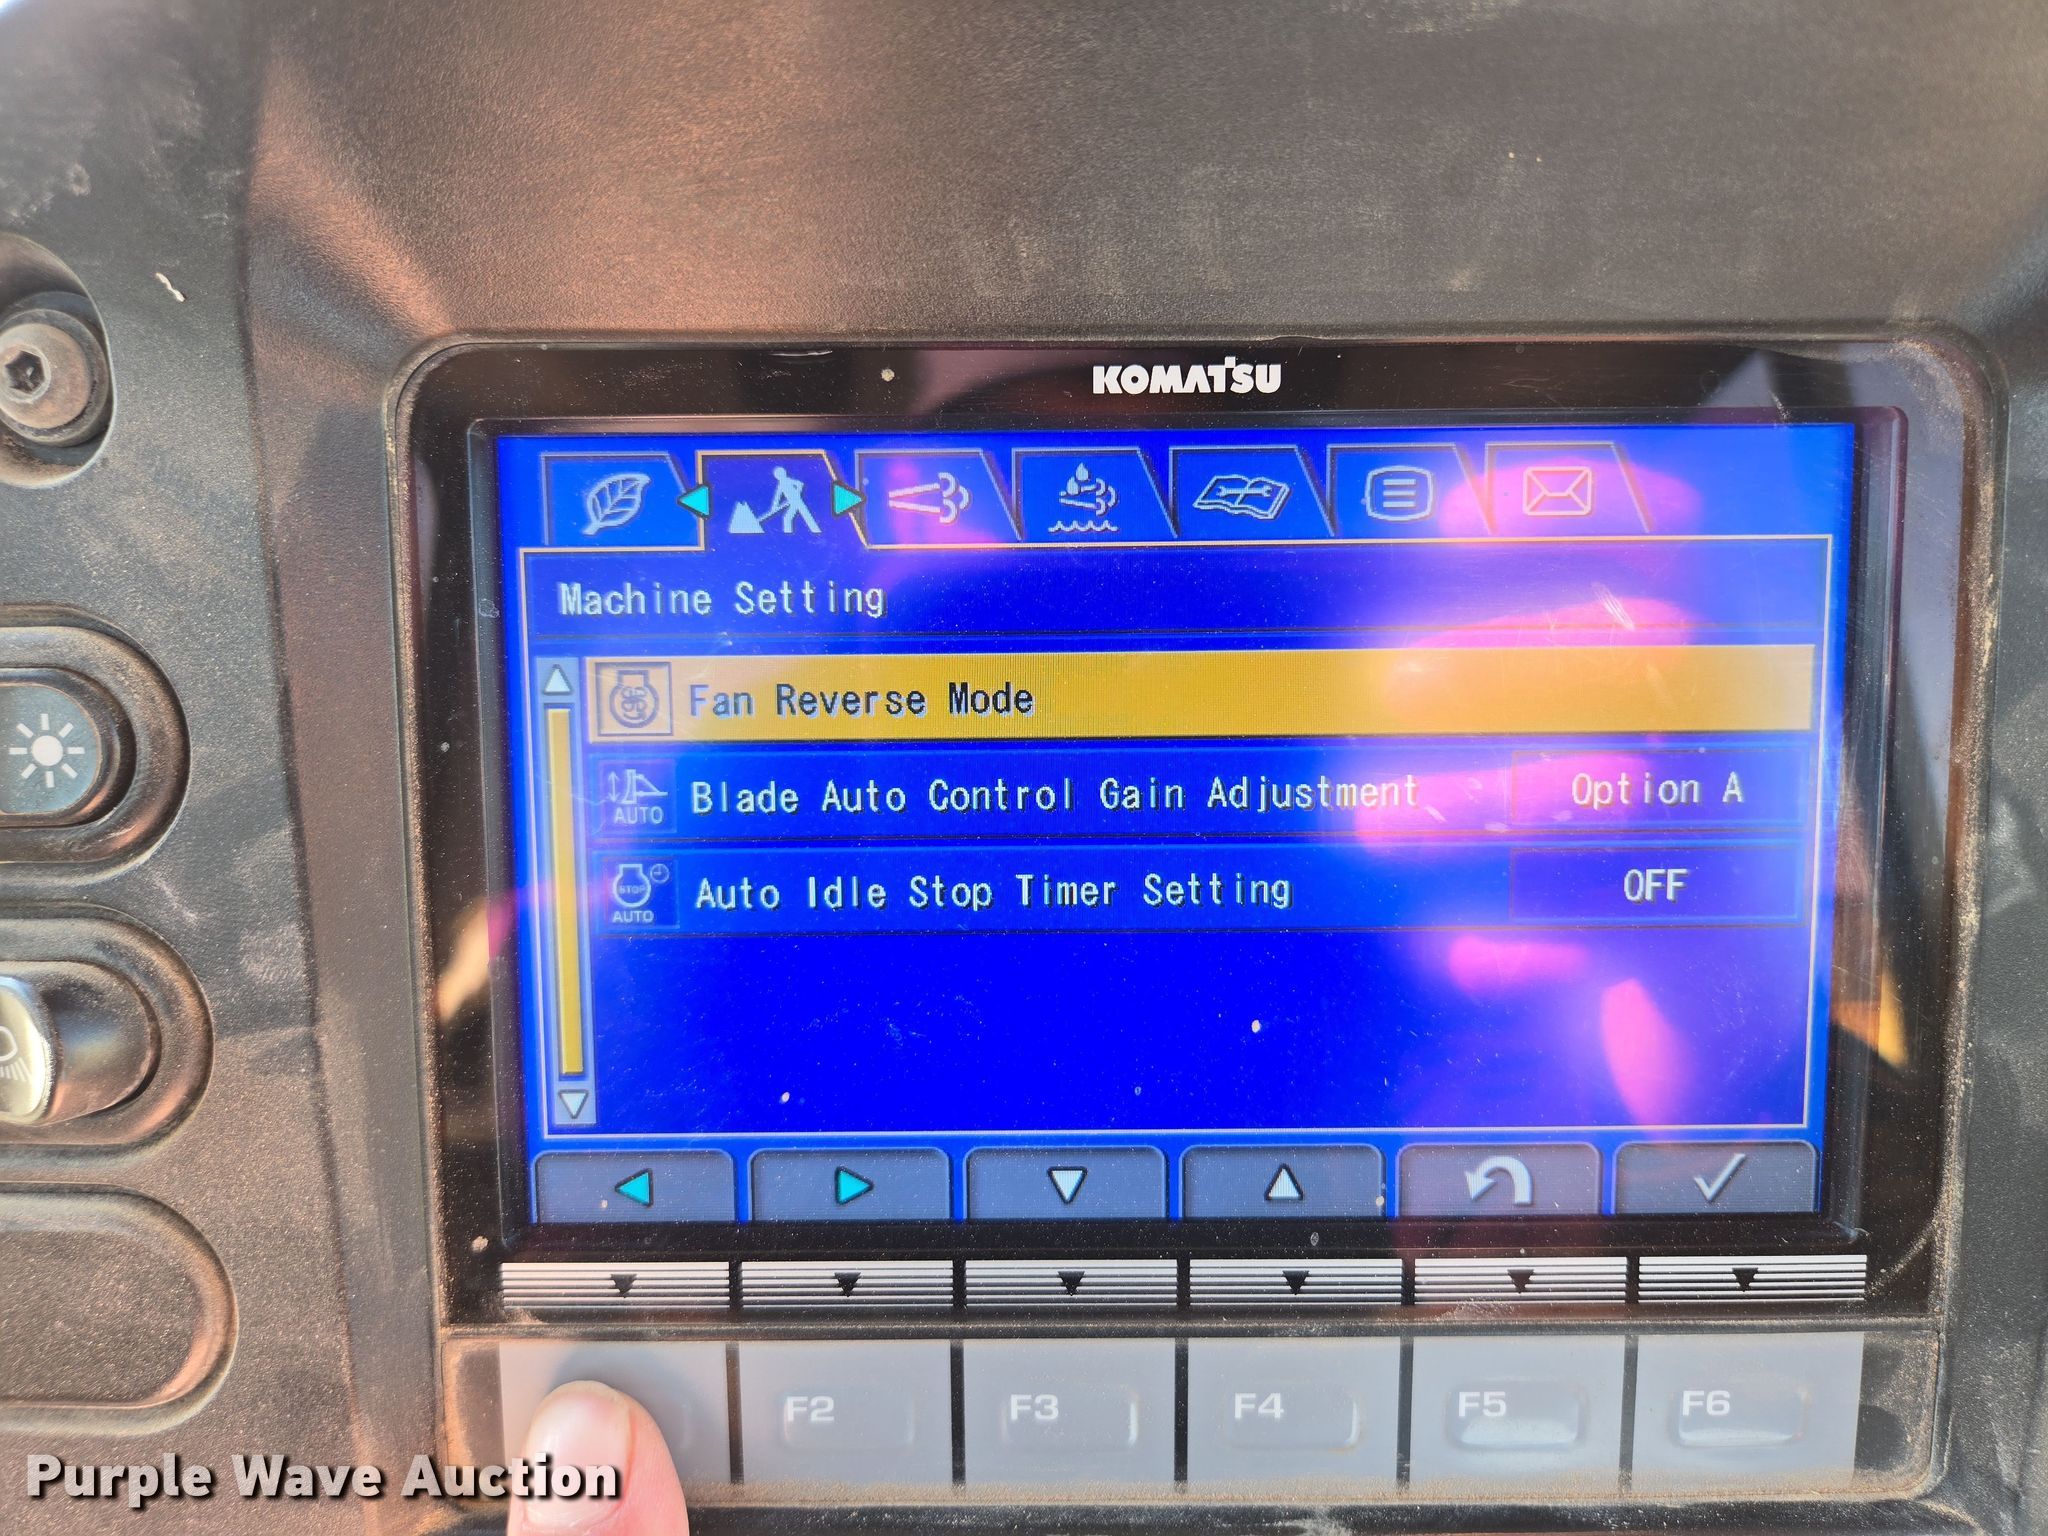 KOMATSU
Machine Setting
Fan Reverse Mode
AUTO
Blade Auto Control Gain Adjustment
Option A
STOP
AUTO
Auto Idle Stop Timer Setting
OFF
F2
F3
F4
F5
F6
Purple Wave Auction